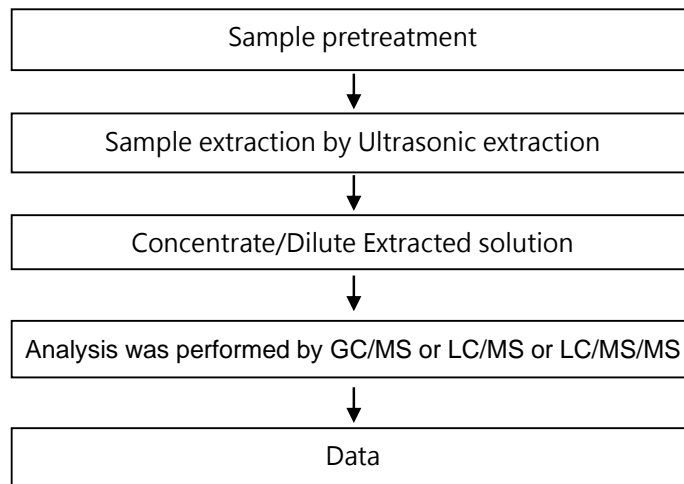 Sample pretreatment
Sample extraction by Ultrasonic extraction
Concentrate/Dilute Extracted solution
Analysis was performed by GC/MS or LC/MS or LC/MS/MS
Data